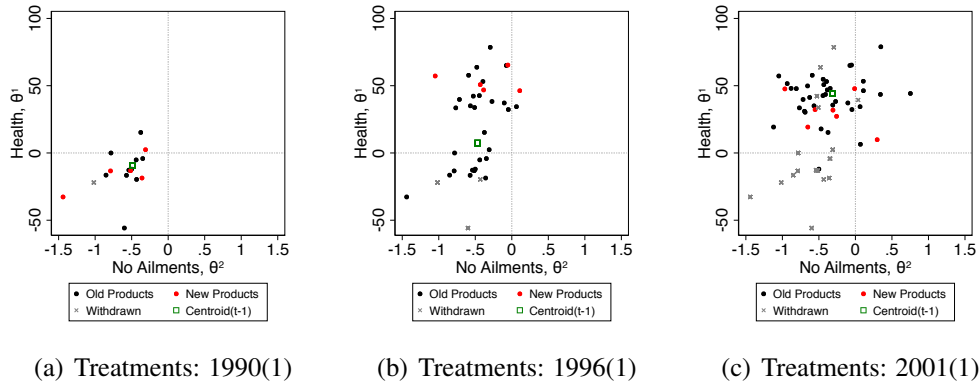 100
50
0
-50
Health, θ¹
-1.5
-1
-.5
0
.5
1
1.5
No Ailments, θ²
Old Products
New Products
Withdrawn
Centroid(t-1)
(a) Treatments: 1990(1)
100
50
0
-50
Health, θ¹
-1.5
-1
-.5
0
.5
1
1.5
No Ailments, θ²
Old Products
New Products
Withdrawn
Centroid(t-1)
(b) Treatments: 1996(1)
100
50
0
-50
Health, θ¹
-1.5
-1
-.5
0
.5
1
1.5
No Ailments, θ²
Old Products
New Products
Withdrawn
Centroid(t-1)
(c) Treatments: 2001(1)